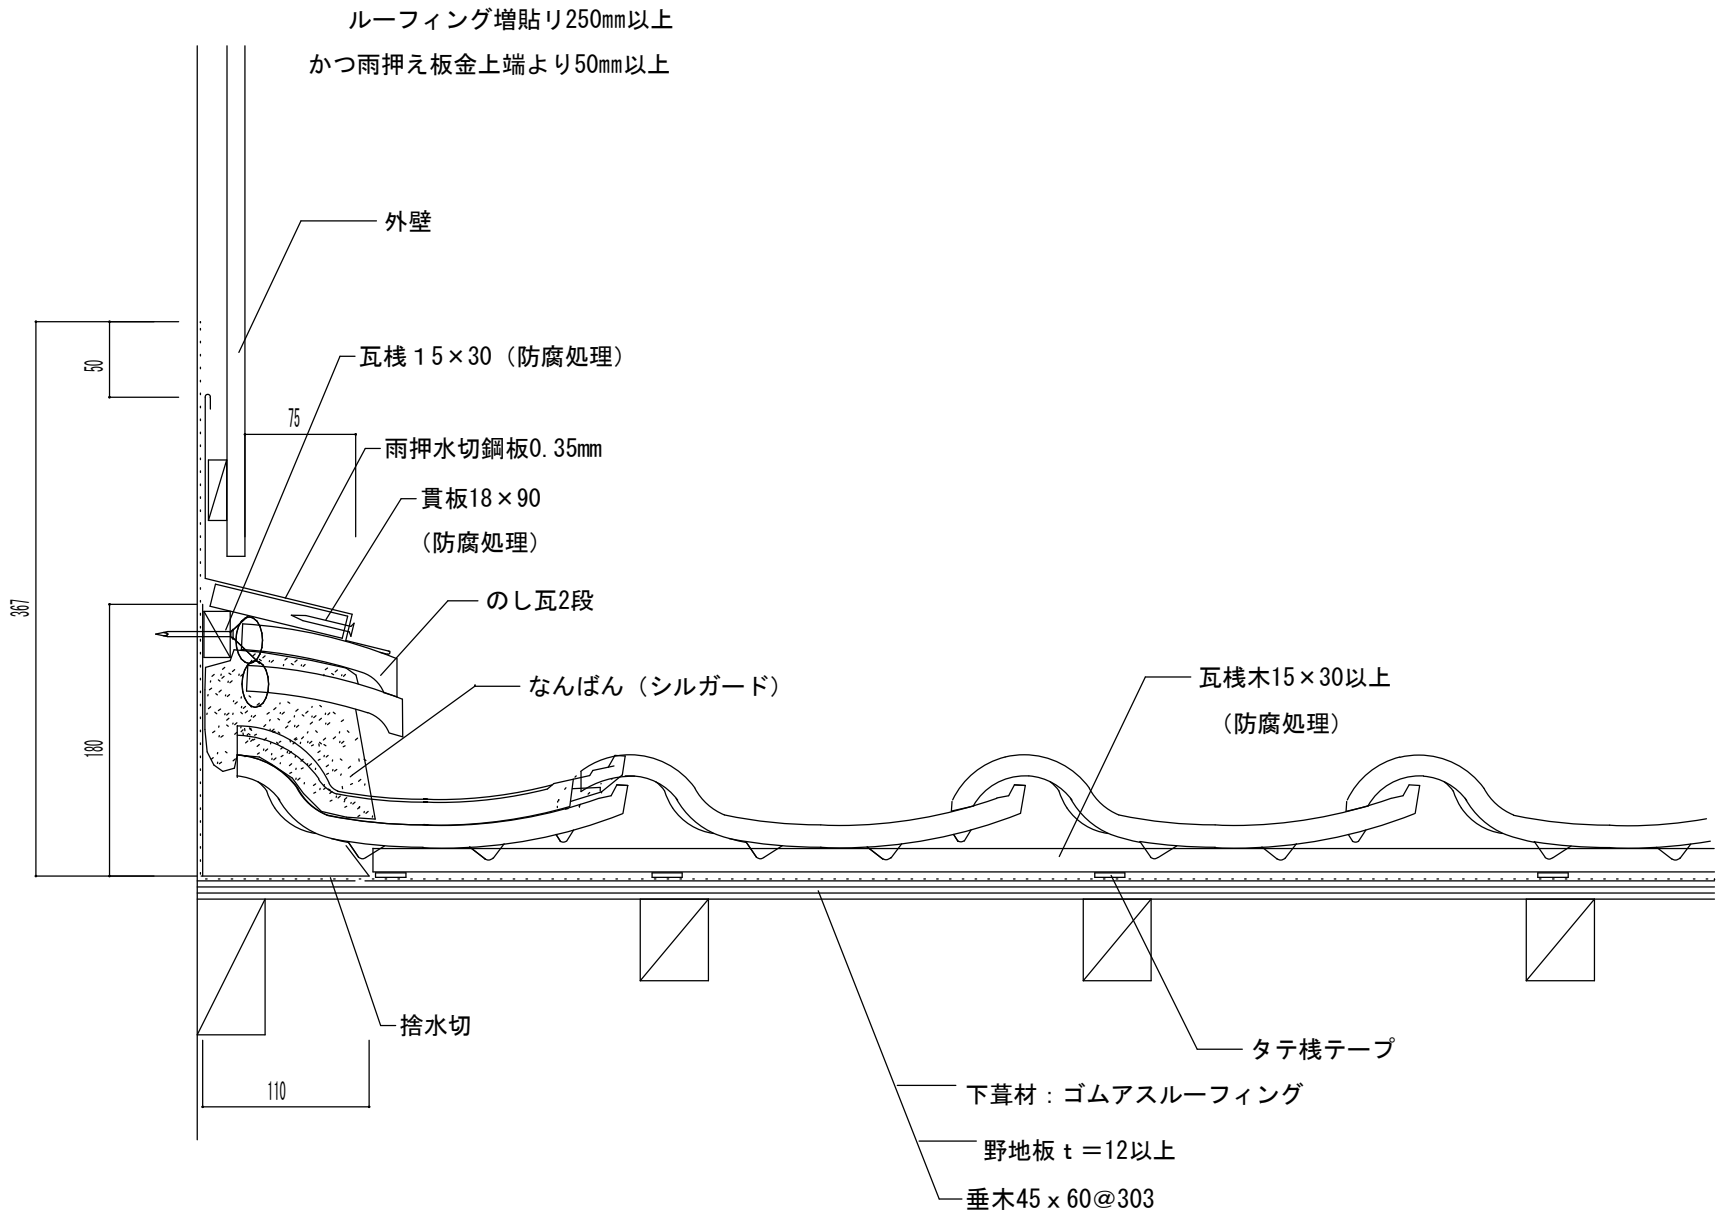 ルーフィング増貼リ250mm以上
かつ雨押え板金上端より50mm以上
外壁
50
瓦桟１5×30（防腐処理）
75
雨押水切鋼板0.35mm
貫板18×90
（防腐処理）
のし瓦2段
367
なんばん（シルガード）
瓦桟木15×30以上
（防腐処理）
180
捨水切
タテ桟テープ
110
下葺材：ゴムアスルーフィング
野地板ｔ＝12以上
垂木45ｘ60@303